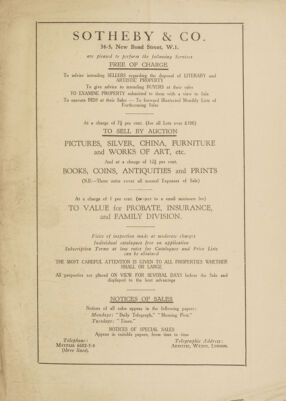 SOTHEBY & CO.
34-5, New Bond Street, W.1.
are pleased to perform the following Services
FREE OF CHARGE
To advise intending SELLERS regarding the disposal of LITERARY and
ARTISTIC PROPERTY
To give advice to intending BUYERS at their sales
TO EXAMINE PROPERTY submitted to them with a view to Sale
To execute BIDS at their Sales — To forward Illustrated Monthly Lists of
Forthcoming Sales
At a charge of 7½ per cent. (for all Lots over £100)
TO SELL BY AUCTION
PICTURES, SILVER, CHINA, FURNITURE
and WORKS OF ART, etc.
And at a charge of 12½ per cent.
BOOKS, COINS, ANTIQUITIES and PRINTS
(N.B.—These rates cover all normal Expenses of Sale)
At a charge of 1 per cent. (subject to a small minimum fee)
TO VALUE for PROBATE, INSURANCE,
and FAMILY DIVISION.
Visits of inspection made at moderate charges
Individual catalogues free on application
Subscription Terms at low rates for Catalogues and Price Lists
can be obtained
THE MOST CAREFUL ATTENTION IS GIVEN TO ALL PROPERTIES WHETHER
SMALL OR LARGE
All properties are placed ON VIEW FOR SEVERAL DAYS before the Sale and
displayed to the best advantage
NOTICES OF SALES
Notices of all sales appear in the following papers:
Mondays: "Daily Telegraph," "Morning Post."
Tuesdays: "Times."
NOTICES OF SPECIAL SALES
Appear in suitable papers, from time to time
Telephone:
Mayfair
(three lines).
Telegraphic Address:
Abinitio, Wesdo, London.